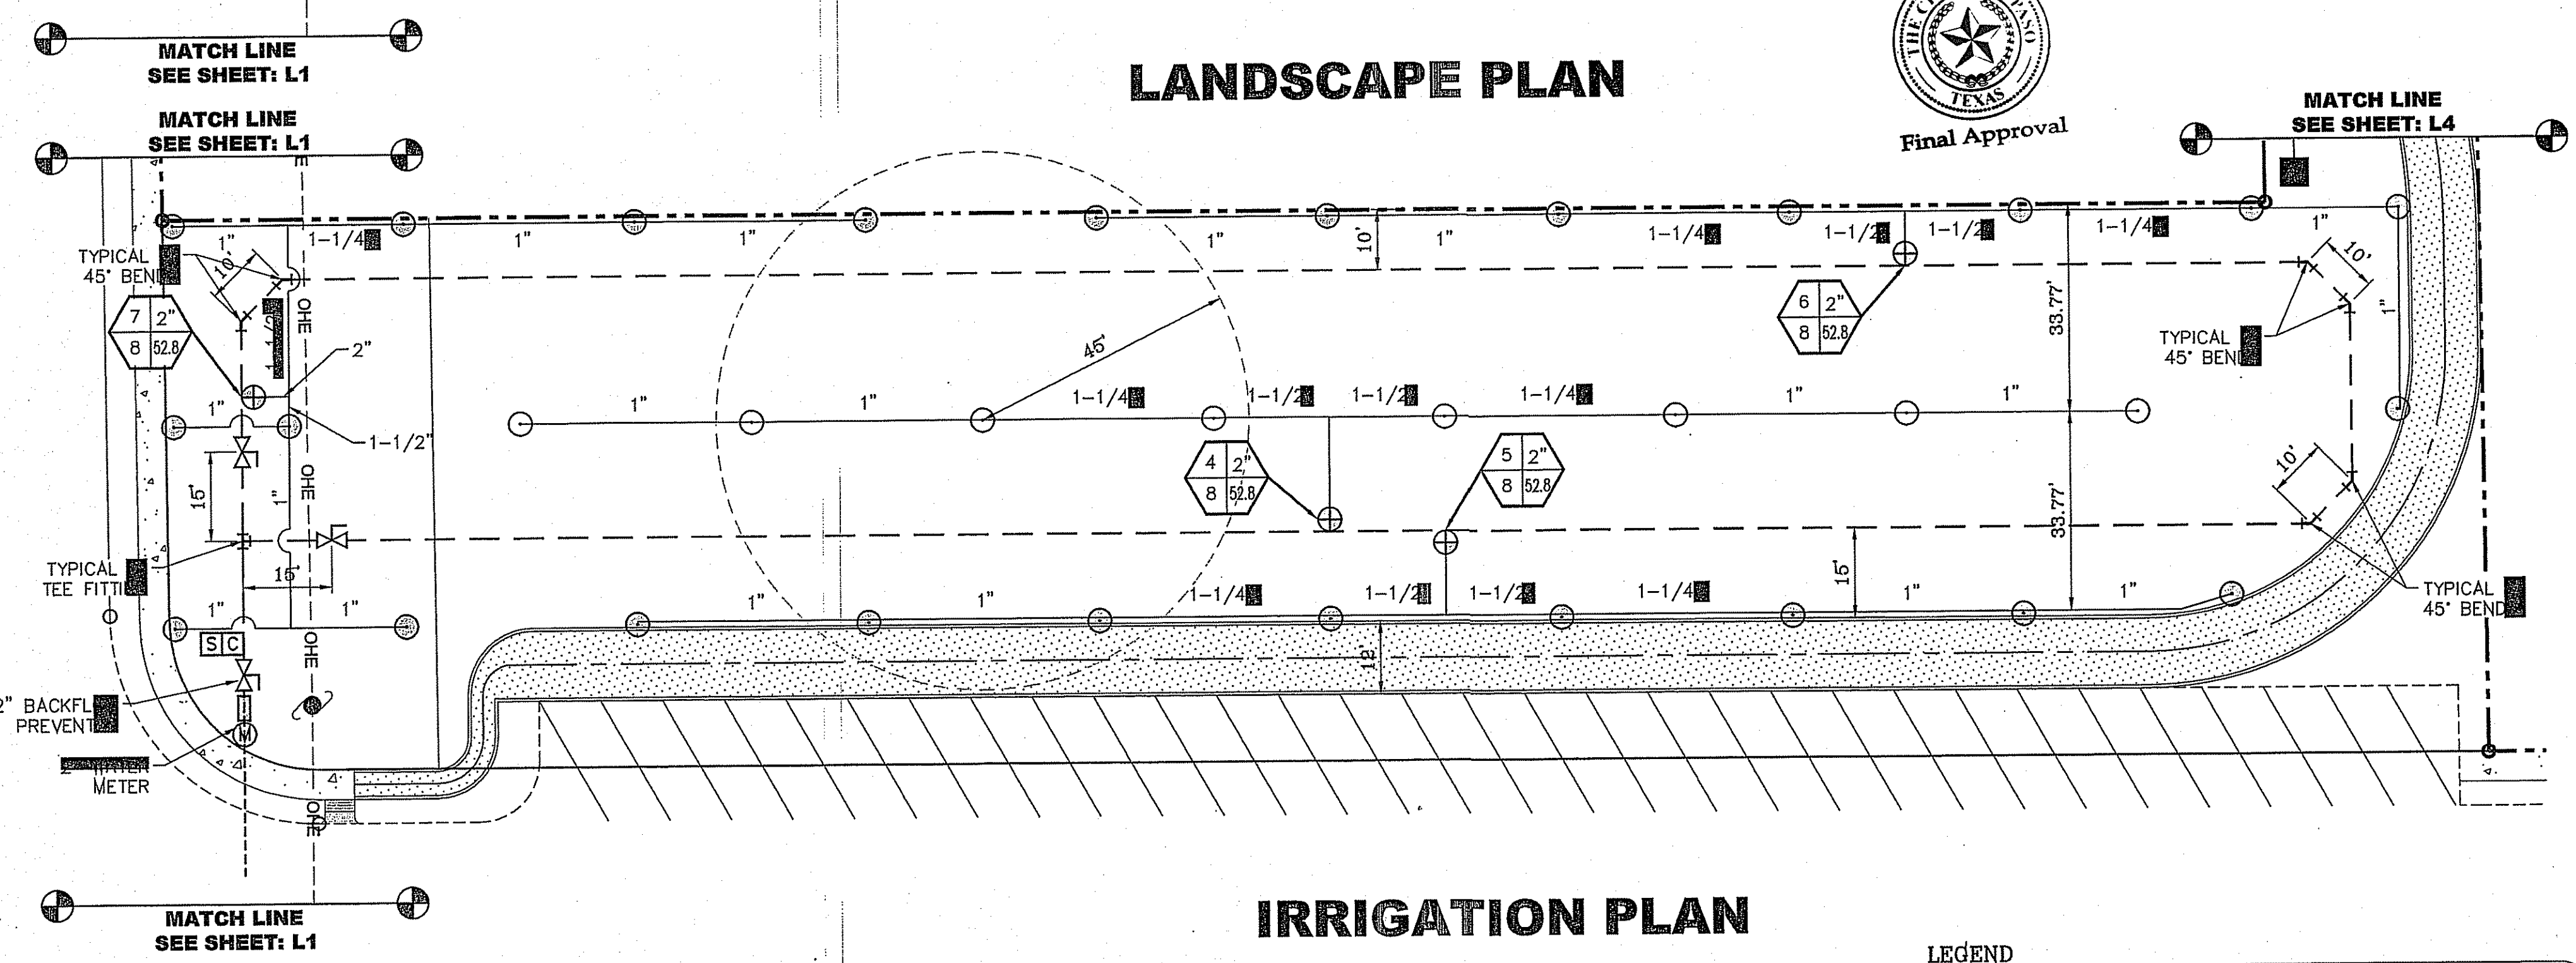 MATCH LINE
SEE SHEET: L1
LANDSCAPE PLAN
TEXAS
Final Approval
MATCH LINE
SEE SHEET: L1
MATCH LINE
SEE SHEET: L4
1"
1-1/4
1"
1"
1"
1"
1-1/4
1-1/2
1-1/2
1-1/4
1"
TYPICAL
45° BEND
10'
10'
10'
7 2"
8 52.8
OHE
2"
45'
6 2"
8 52.8
33.77'
1"
TYPICAL
45° BEND
1"
1"
1"
1-1/4
1-1/2
1-1/2
1-1/4
1"
1"
1-1/2"
4 2"
8 52.8
5 2"
8 52.8
10'
15'
1"
OHE
33.77'
TYPICAL
TEE FITTI
15'
15'
1"
1"
1"
1"
1-1/4
1-1/2
1-1/2
1-1/4
1"
1"
TYPICAL
45° BEND
S C
OHE
12'
2" BACKFL
PREVENT
M
METER
OHE
MATCH LINE
SEE SHEET: L1
IRRIGATION PLAN
LEGEND